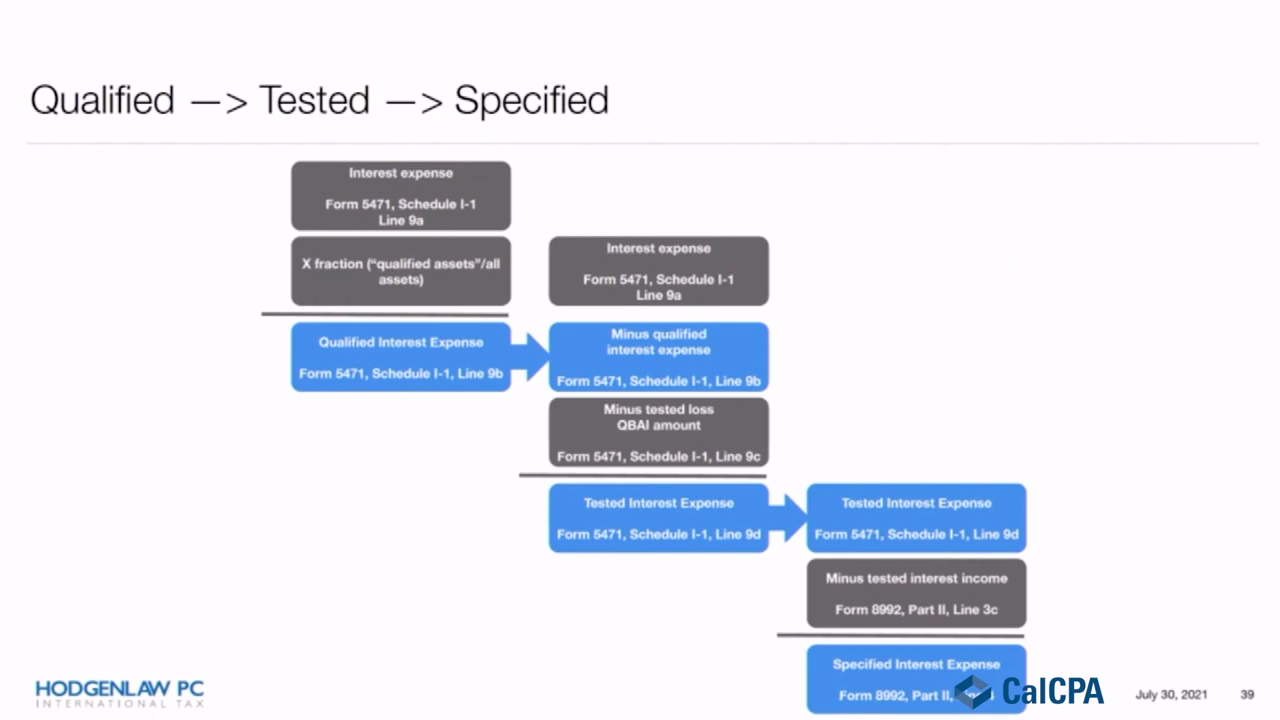 Qualified —> Tested —> Specified
Interest expense
Form 5471, Schedule I-1
Line 9a
X fraction (“qualified assets”/all
assets)
Qualified Interest Expense
Form 5471, Schedule I-1, Line 9b
Interest expense
Form 5471, Schedule I-1
Line 9a
Minus qualified
interest expense
Form 5471, Schedule I-1, Line 9b
Minus tested loss
QBAI amount
Form 5471, Schedule I-1, Line 9c
Tested Interest Expense
Form 5471, Schedule I-1, Line 9d
Tested Interest Expense
Form 5471, Schedule I-1, Line 9d
Minus tested interest income
Form 8992, Part II, Line 3c
Specified Interest Expense
Form 8992, Part II,
HODGENLAW PC
INTERNATIONAL TAX
CalCPA
July 30, 2021
39